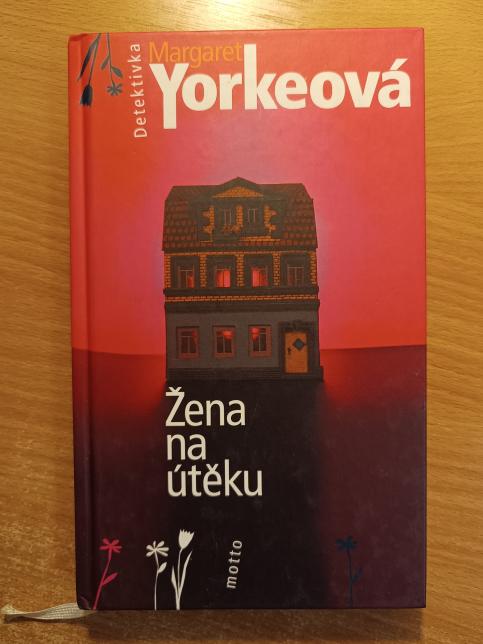 Detektivka
Margaret
Yorkeová
Žena
na
útěku
motto